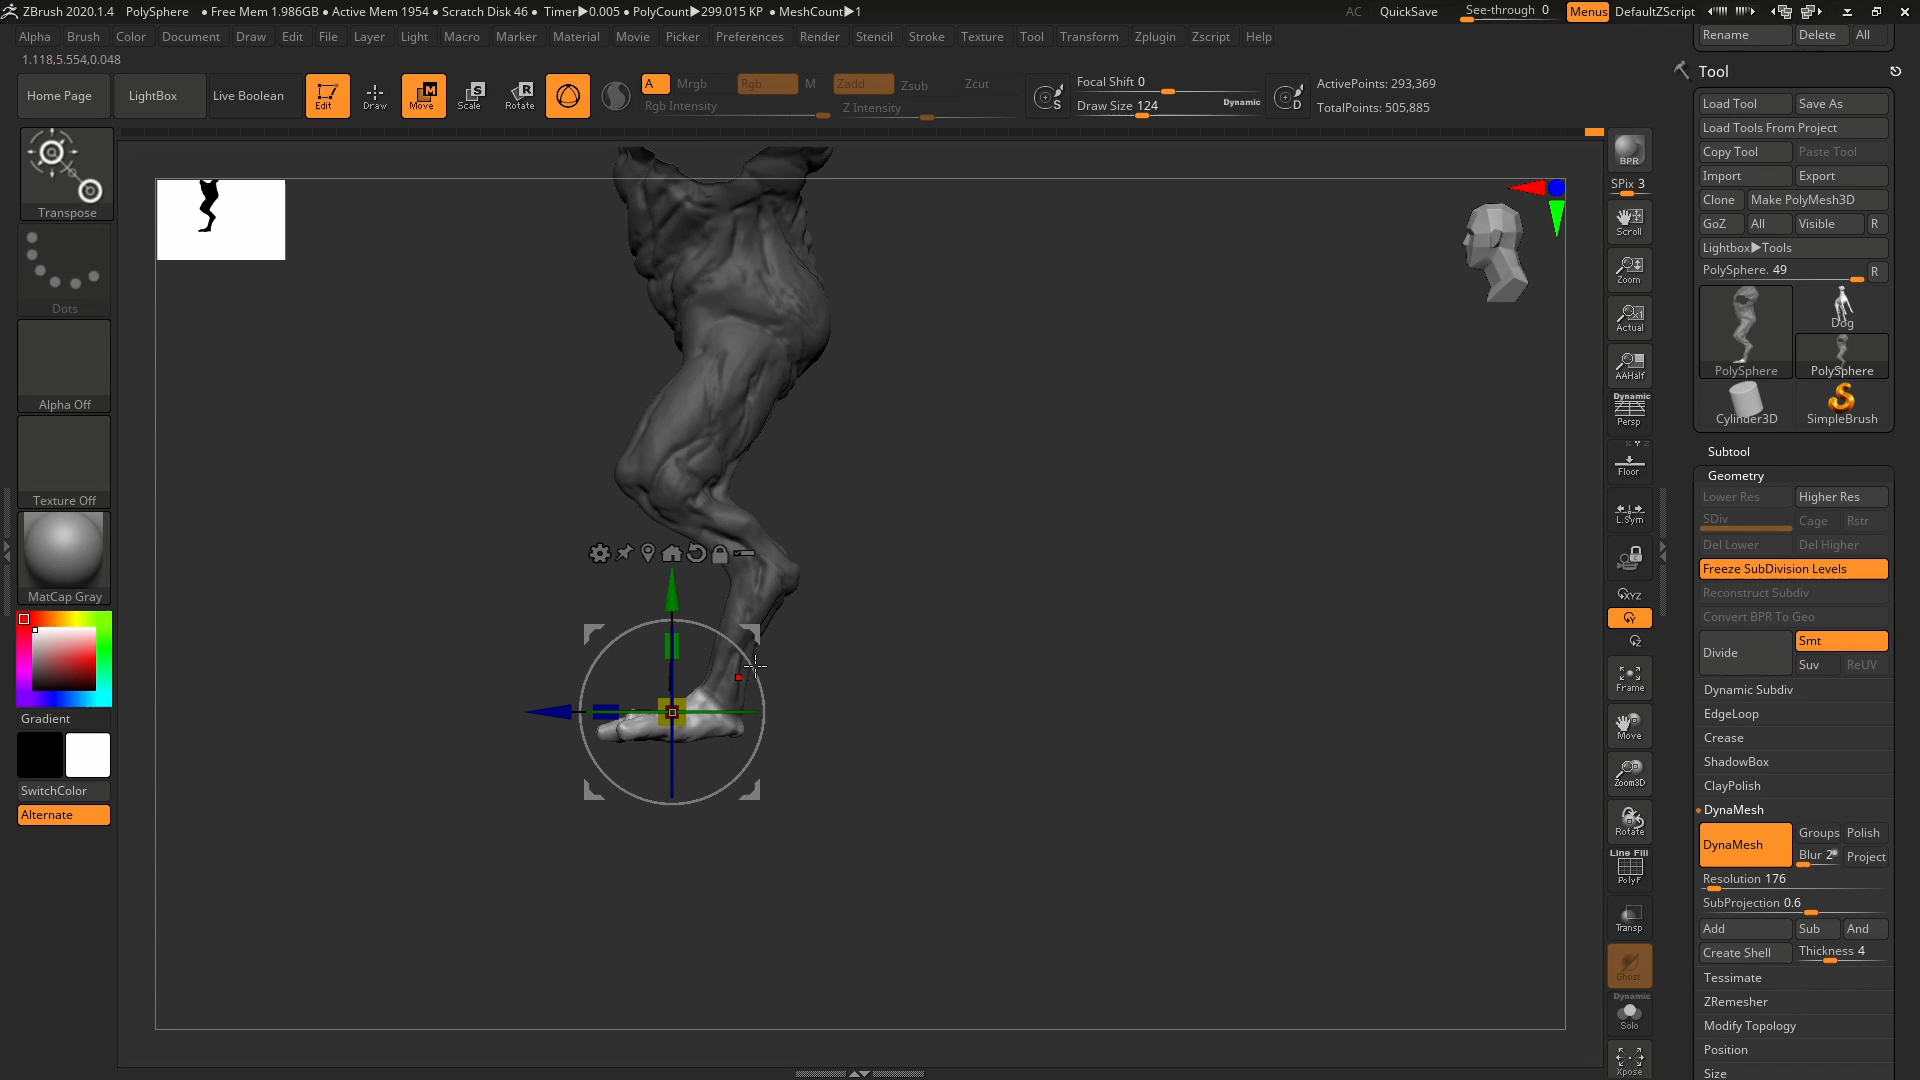 ZBrush 2020.1.4 PolySphere • Free Mem 1.986GB • Active Mem 1954 • Scratch Disk 46 • Timer▶0.005 • PolyCount▶299.015 KP • MeshCount▶1 AC QuickSave See-through 0 Menus DefaultZScript
Alpha Brush Color Document Draw Edit File Layer Light Macro Marker Material Movie Picker Preferences Render Stencil Stroke Texture Tool Transform Zplugin Zscript Help
1.118,5.554,0.048
Home Page LightBox Live Boolean Edit Draw Move Scale Rotate
A Mrgb Rgb M Zadd Zsub Zcut
Rgb Intensity Z Intensity
Focal Shift 0
Draw Size 124 Dynamic
ActivePoints: 293,369
TotalPoints: 505,885
Transpose
Dots
Alpha Off
Texture Off
MatCap Gray
Gradient
SwitchColor
Alternate
BPR
SPix 3
Scroll
Zoom
Actual
AAHalf
Dynamic
Persp
Floor
L.Sym
XYZ
Y
Z
Frame
Move
Zoom3D
Rotate
Line Fill
PolyF
Transp
Ghost
Dynamic
Solo
Xpose
Rename Delete All
Tool
Load Tool Save As
Load Tools From Project
Copy Tool Paste Tool
Import Export
Clone Make PolyMesh3D
GoZ All Visible R
Lightbox▶Tools
PolySphere. 49 R
Dog
PolySphere PolySphere
Cylinder3D SimpleBrush
Subtool
Geometry
Lower Res Higher Res
SDiv Cage Rstr
Del Lower Del Higher
Freeze SubDivision Levels
Reconstruct Subdiv
Convert BPR To Geo
Divide Smt
Suv ReUV
Dynamic Subdiv
EdgeLoop
Crease
ShadowBox
ClayPolish
DynaMesh
DynaMesh Groups Polish
Blur 2 Project
Resolution 176
SubProjection 0.6
Add Sub And
Create Shell Thickness 4
Tessimate
ZRemesher
Modify Topology
Position
Size